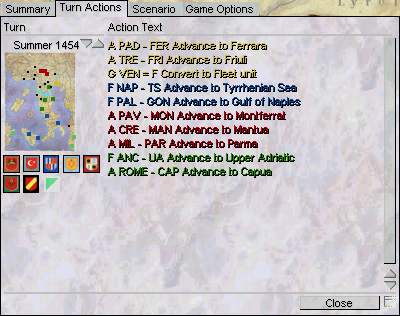 Summary Turn Actions Scenario Game Options
Turn Action Text
Summer 1454
A PAD - FER Advance to Ferrara
A TRE - FRI Advance to Friuli
G VEN = F Convert to Fleet unit
F NAP - TS Advance to Tyrrhenian Sea
F PAL - GON Advance to Gulf of Naples
A PAV - MON Advance to Montferrat
A CRE - MAN Advance to Mantua
A MIL - PAR Advance to Parma
F ANC - UA Advance to Upper Adriatic
A ROME - CAP Advance to Capua
Close